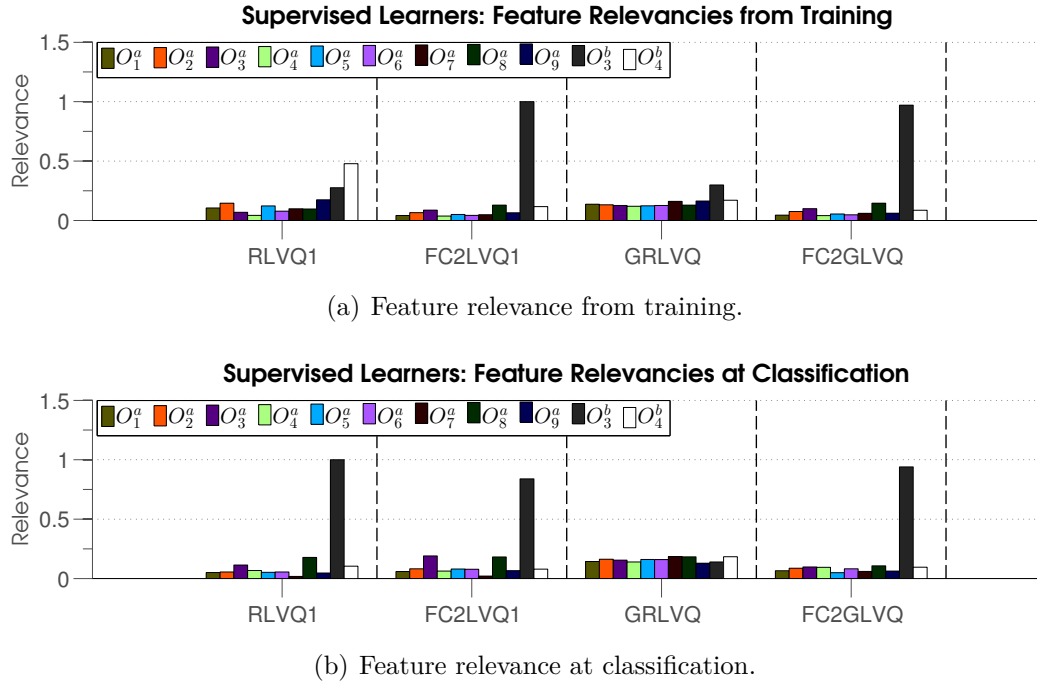 Supervised Learners: Feature Relevancies from Training
1.5
1
0.5
0
Relevance
O_1^a O_2^a O_3^a O_4^a O_5^a O_6^a O_7^a O_8^a O_9^a O_3^b O_4^b
RLVQ1 FC2LVQ1 GRLVQ FC2GLVQ
(a) Feature relevance from training.
Supervised Learners: Feature Relevancies at Classification
1.5
1
0.5
0
Relevance
O_1^a O_2^a O_3^a O_4^a O_5^a O_6^a O_7^a O_8^a O_9^a O_3^b O_4^b
RLVQ1 FC2LVQ1 GRLVQ FC2GLVQ
(b) Feature relevance at classification.